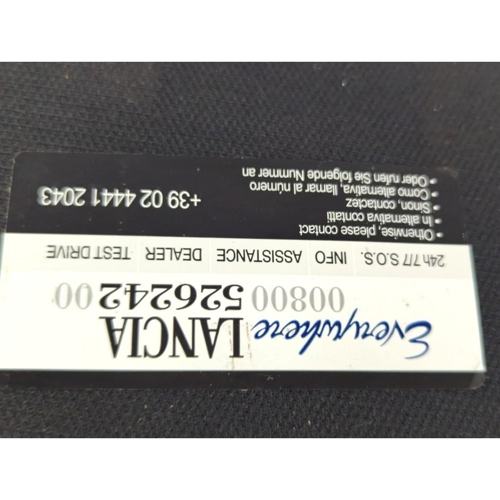 Everywhere LANCIA
00800 526242 00
24h 7/7 S.O.S. INFO ASSISTANCE DEALER TEST DRIVE
• Otherwise, please contact
• In alternativa contatti
• Sinon, contactez
• Como alternativa, llamar al número
• Oder rufen Sie folgende Nummer an
+39 02 4441 2043